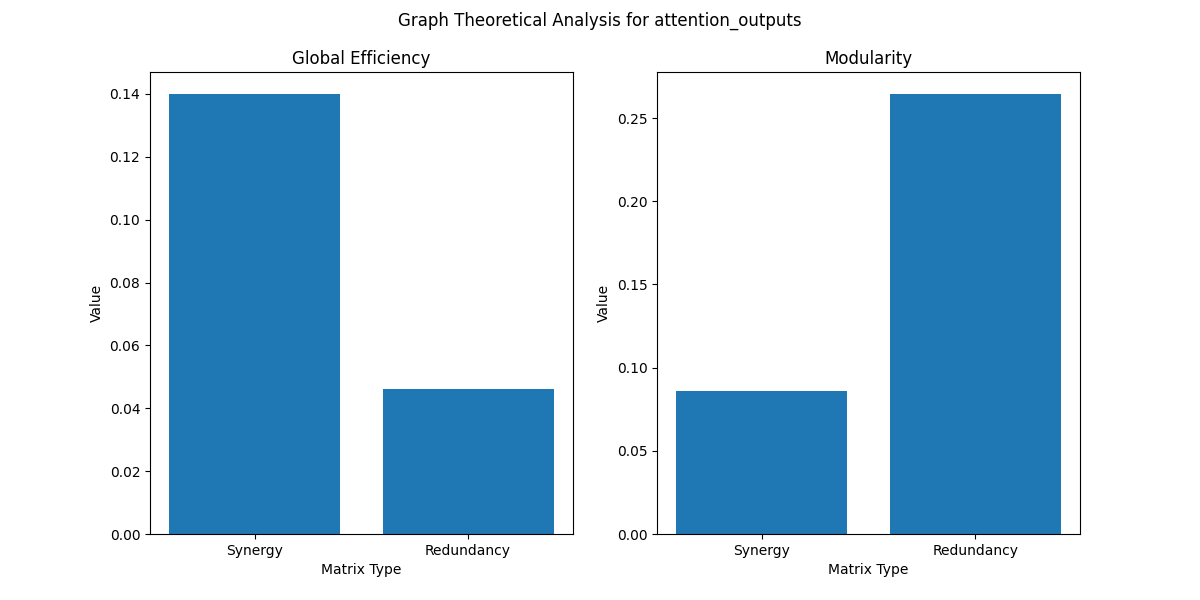 Graph Theoretical Analysis for attention_outputs
Global Efficiency
0.14
0.12
0.10
0.08
0.06
0.04
0.02
0.00
Value
Synergy
Redundancy
Matrix Type
Modularity
0.25
0.20
0.15
0.10
0.05
0.00
Value
Synergy
Redundancy
Matrix Type